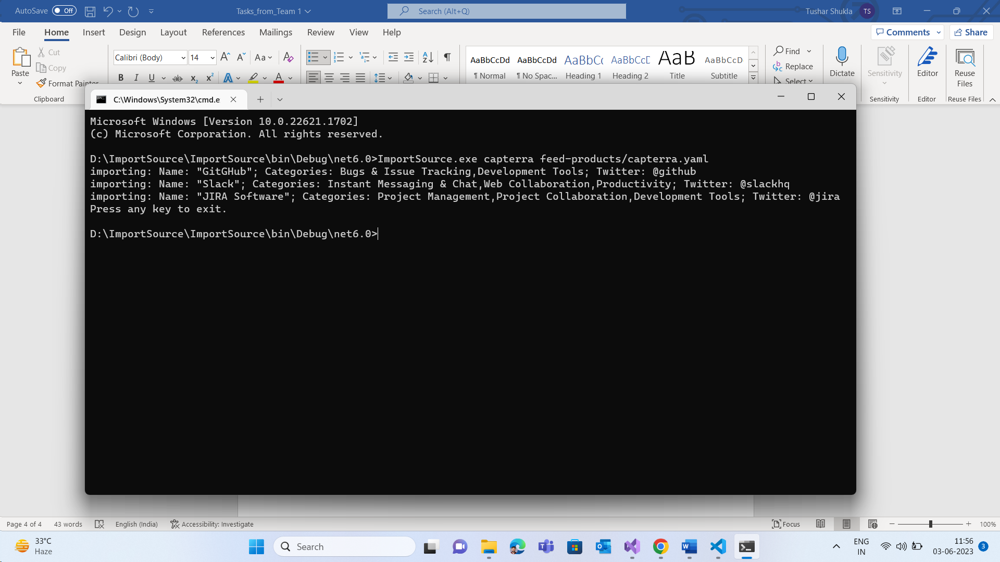 AutoSave Off Tasks_from_Team 1 Search (Alt+Q) Tushar Shukla TS
File Home Insert Design Layout References Mailings Review View Help Comments Share
Paste Cut Copy Format Painter Clipboard
Calibri (Body) 14 Aa
AaBbCcDd AaBbCcDd AaBbCc AaBbCcD AaB AaBbCcD
¶ Normal ¶ No Spac... Heading 1 Heading 2 Title Subtitle
Find Replace Select
Dictate Sensitivity Editor Reuse Files
Sensitivity Editor Reuse Files
C:\Windows\System32\cmd.e
Microsoft Windows [Version 10.0.22621.1702]
(c) Microsoft Corporation. All rights reserved.
D:\ImportSource\ImportSource\bin\Debug\net6.0>ImportSource.exe capterra feed-products/capterra.yaml
importing: Name: "GitGHub"; Categories: Bugs & Issue Tracking,Development Tools; Twitter: @github
importing: Name: "Slack"; Categories: Instant Messaging & Chat,Web Collaboration,Productivity; Twitter: @slackhq
importing: Name: "JIRA Software"; Categories: Project Management,Project Collaboration,Development Tools; Twitter: @jira
Press any key to exit.
D:\ImportSource\ImportSource\bin\Debug\net6.0>
Page 4 of 4 43 words English (India) Accessibility: Investigate Focus 100%
33°C
Haze
Search
ENG
IN
11:56
03-06-2023
3